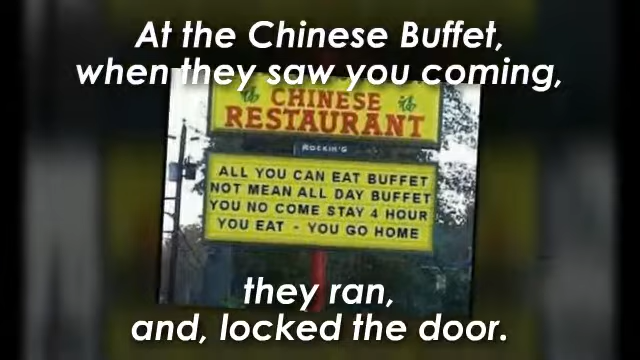 At the Chinese Buffet,
when they saw you coming,
CHINESE
RESTAURANT
ROCKIN'S
ALL YOU CAN EAT BUFFET
NOT MEAN ALL DAY BUFFET
YOU NO COME STAY 4 HOUR
YOU EAT - YOU GO HOME
they ran,
and, locked the door.